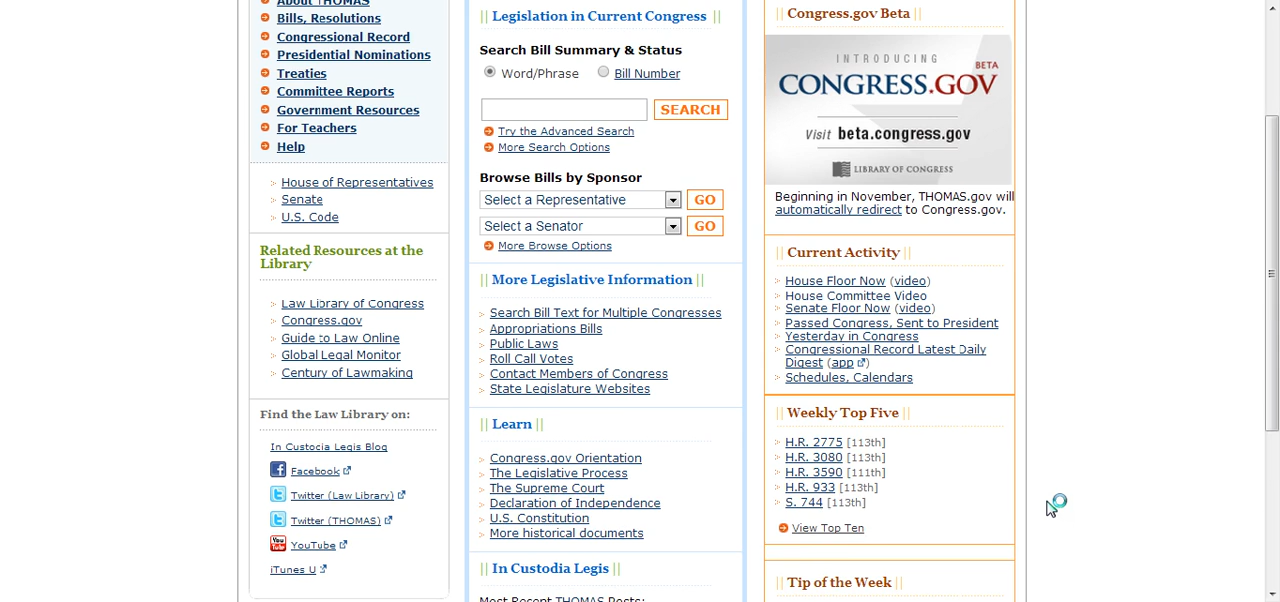 About THOMAS
Bills, Resolutions
Congressional Record
Presidential Nominations
Treaties
Committee Reports
Government Resources
For Teachers
Help
House of Representatives
Senate
U.S. Code
Related Resources at the
Library
Law Library of Congress
Congress.gov
Guide to Law Online
Global Legal Monitor
Century of Lawmaking
Find the Law Library on:
In Custocia Legis Blog
Facebook
Twitter (Law Library)
Twitter (THOMAS)
You Tube
YouTube
iTunes U
|| Legislation in Current Congress ||
Search Bill Summary & Status
Word/Phrase Bill Number
SEARCH
Try the Advanced Search
More Search Options
Browse Bills by Sponsor
Select a Representative GO
Select a Senator GO
More Browse Options
|| More Legislative Information ||
Search Bill Text for Multiple Congresses
Appropriations Bills
Public Laws
Roll Call Votes
Contact Members of Congress
State Legislature Websites
|| Learn ||
Congress.gov Orientation
The Legislative Process
The Supreme Court
Declaration of Independence
U.S. Constitution
More historical documents
|| In Custodia Legis ||
Most Recent THOMAS Posts:
|| Congress.gov Beta ||
INTRODUCING
BETA
CONGRESS.GOV
Visit beta.congress.gov
LIBRARY OF CONGRESS
Beginning in November, THOMAS.gov will
automatically redirect to Congress.gov.
|| Current Activity ||
House Floor Now (video)
House Committee Video
Senate Floor Now (video)
Passed Congress, Sent to President
Yesterday in Congress
Congressional Record Latest Daily
Digest (app)
Schedules, Calendars
|| Weekly Top Five ||
H.R. 2775 [113th]
H.R. 3080 [113th]
H.R. 3590 [111th]
H.R. 933 [113th]
S. 744 [113th]
View Top Ten
|| Tip of the Week ||